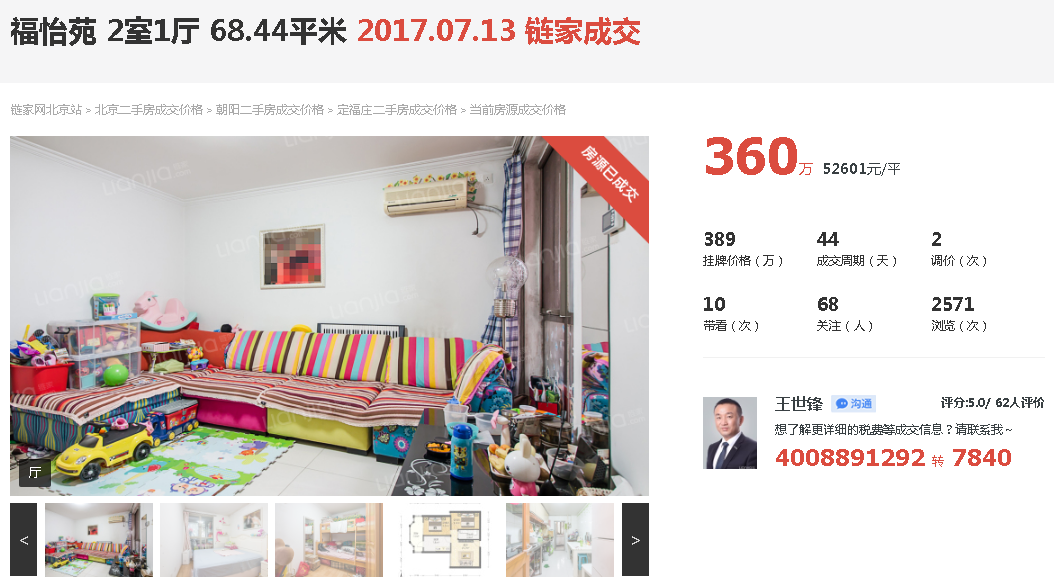 福怡苑 2室1厅 68.44平米 2017.07.13 链家成交
链家网北京站 > 北京二手房成交价格 > 朝阳二手房成交价格 > 定福庄二手房成交价格 > 当前房源成交价格
房源已成交
360万 52601元/平
389 44 2
挂牌价格（万） 成交周期（天） 调价（次）
10 68 2571
带看（次） 关注（人） 浏览（次）
王世锋 沟通 评分:5.0/ 62人评价
想了解更详细的税费等成交信息？请联系我～
4008891292 转 7840
厅
< >